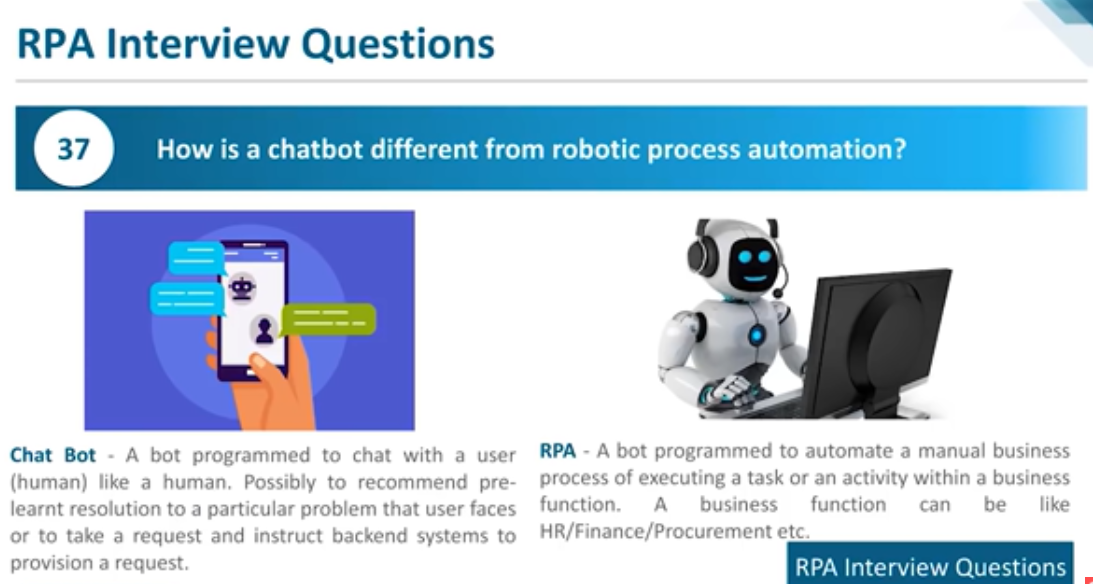 RPA Interview Questions
37
How is a chatbot different from robotic process automation?
Chat Bot - A bot programmed to chat with a user
(human) like a human. Possibly to recommend pre-
learnt resolution to a particular problem that user faces
or to take a request and instruct backend systems to
provision a request.
RPA - A bot programmed to automate a manual business
process of executing a task or an activity within a business
function. A business function can be like
HR/Finance/Procurement etc.
RPA Interview Questions